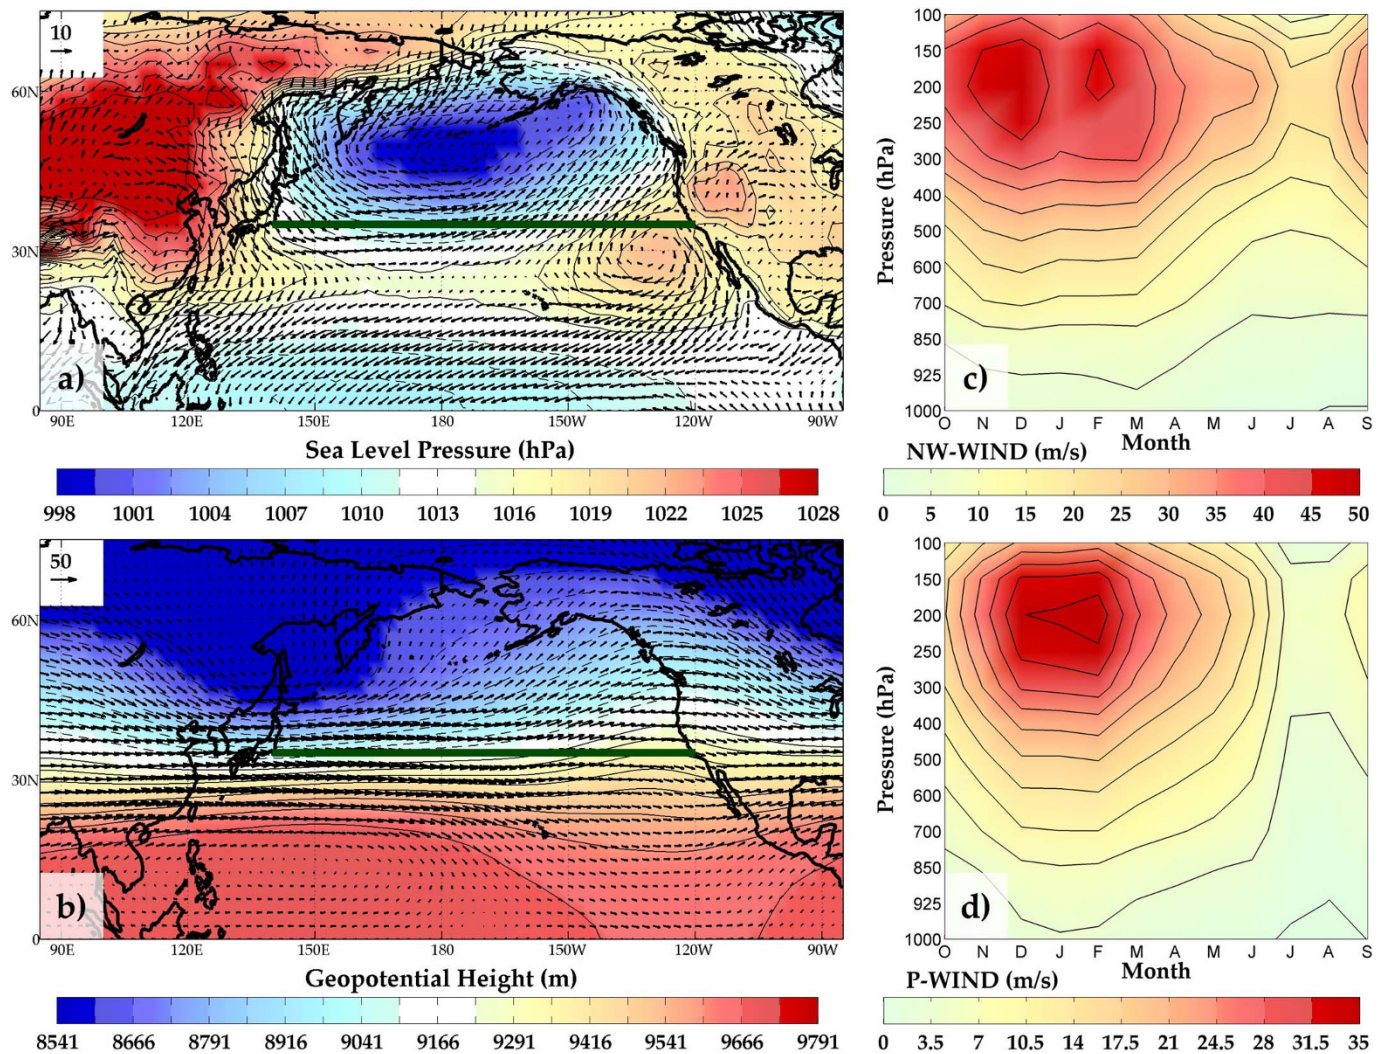 10
60N
30N
0
a)
90E 120E 150E 180 150W 120W 90W
Sea Level Pressure (hPa)
998 1001 1004 1007 1010 1013 1016 1019 1022 1025 1028
50
60N
30N
0
b)
90E 120E 150E 180 150W 120W 90W
Geopotential Height (m)
8541 8666 8791 8916 9041 9166 9291 9416 9541 9666 9791
Pressure (hPa)
100
150
200
250
300
400
500
600
700
850
925
1000
c)
O N D J F M A M J J A S
Month
NW-WIND (m/s)
0 6.5 10 15 20 24 28 35 40 45 50
Pressure (hPa)
100
150
200
250
300
400
500
600
700
850
925
1000
d)
O N D J F M A M J J A S
Month
P-WIND (m/s)
0 3.5 7 10.5 14 17.5 21 24.5 28 31.5 35